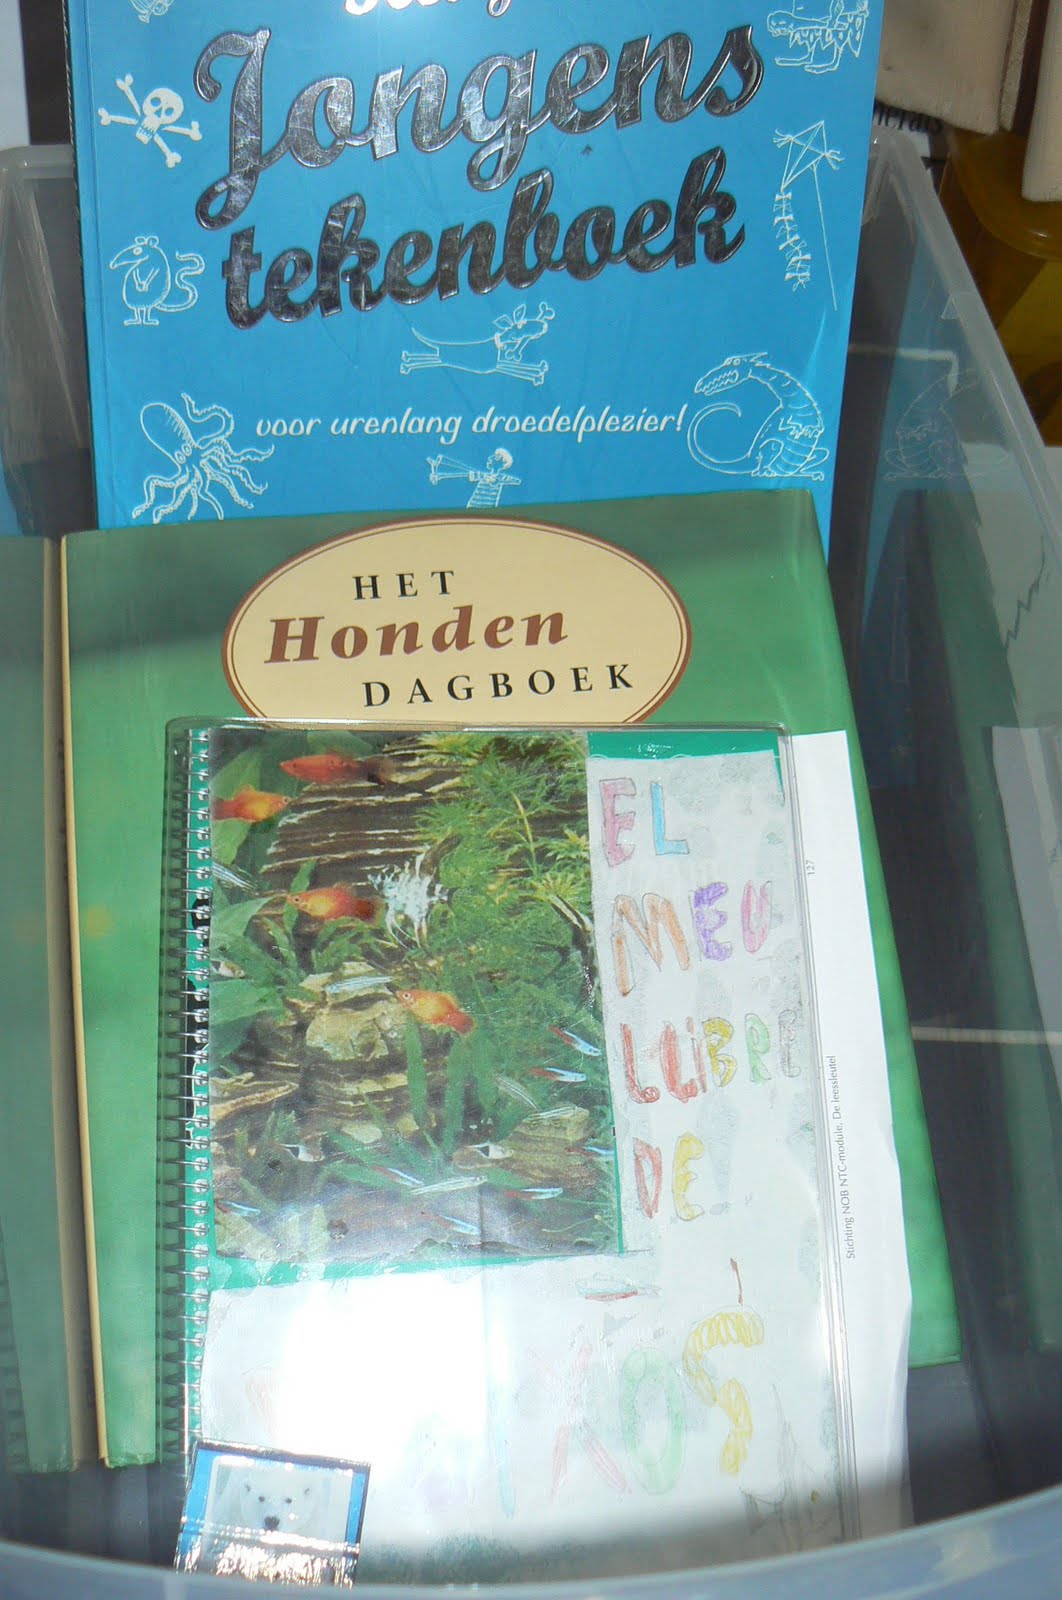 Jongens
tekenboek
voor urenlang droedelplezier!
HET
Honden
DAGBOEK
EL
MEU
LLIBRE
DE
XOS
127
Stichting NOB NTC-module, De leessleutel